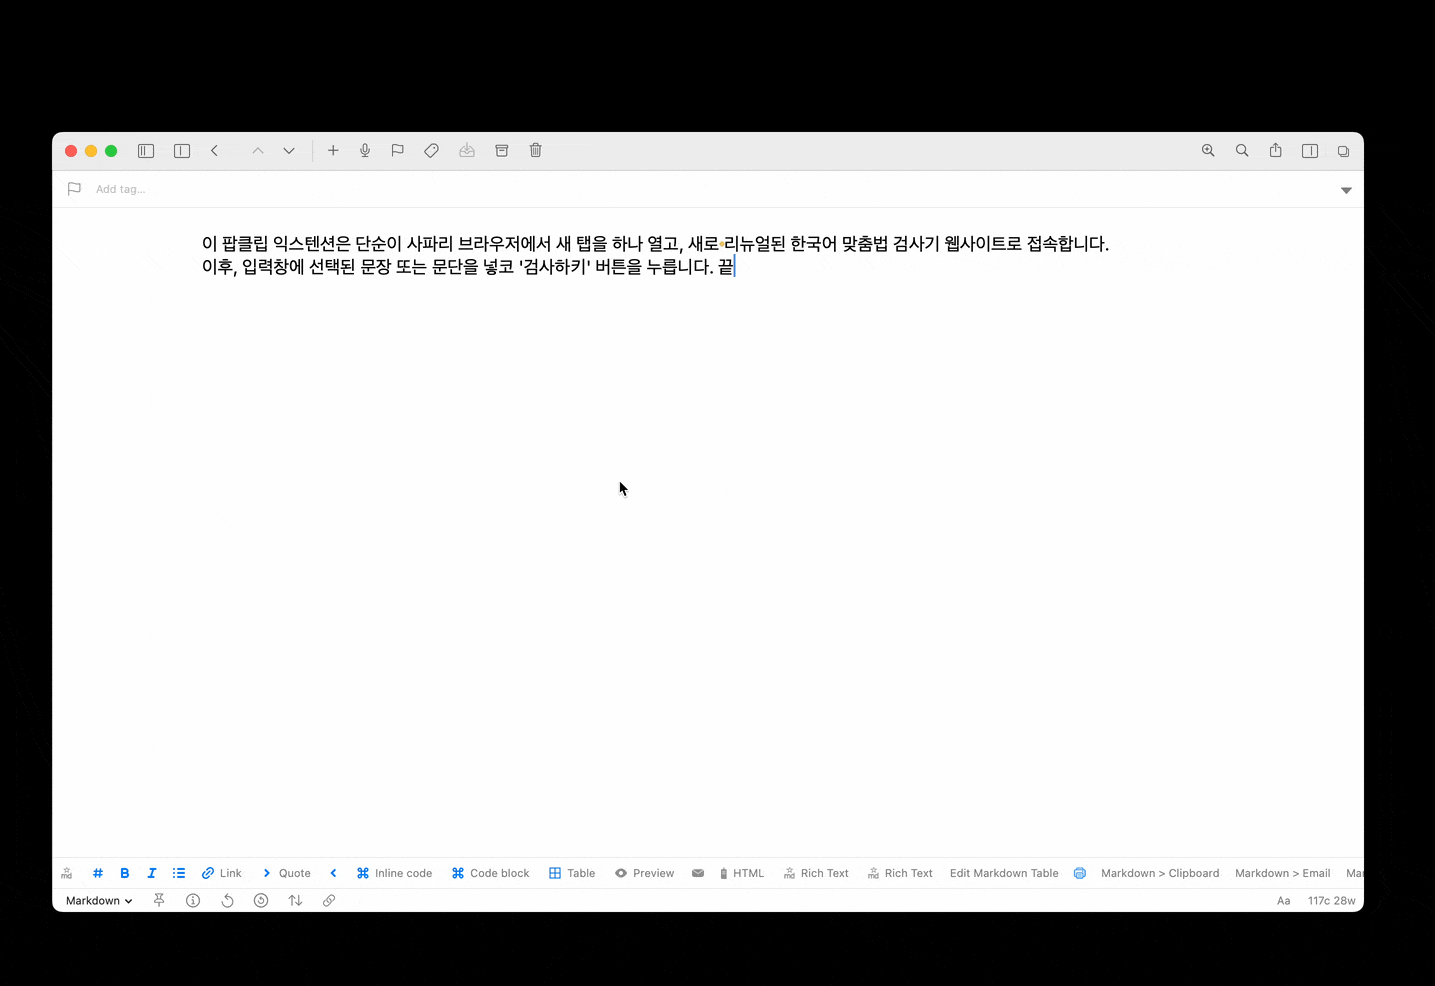 Add tag...
이 팝클립 익스텐션은 단순이 사파리 브라우저에서 새 탭을 하나 열고, 새로•리뉴얼된 한국어 맞춤법 검사기 웹사이트로 접속합니다.
이후, 입력창에 선택된 문장 또는 문단을 넣코 '검사하키' 버튼을 누릅니다. 끝
md # B I Link Quote Inline code Code block Table Preview HTML md Rich Text md Rich Text Edit Markdown Table Markdown > Clipboard Markdown > Email Mar
Markdown Aa 117c 28w